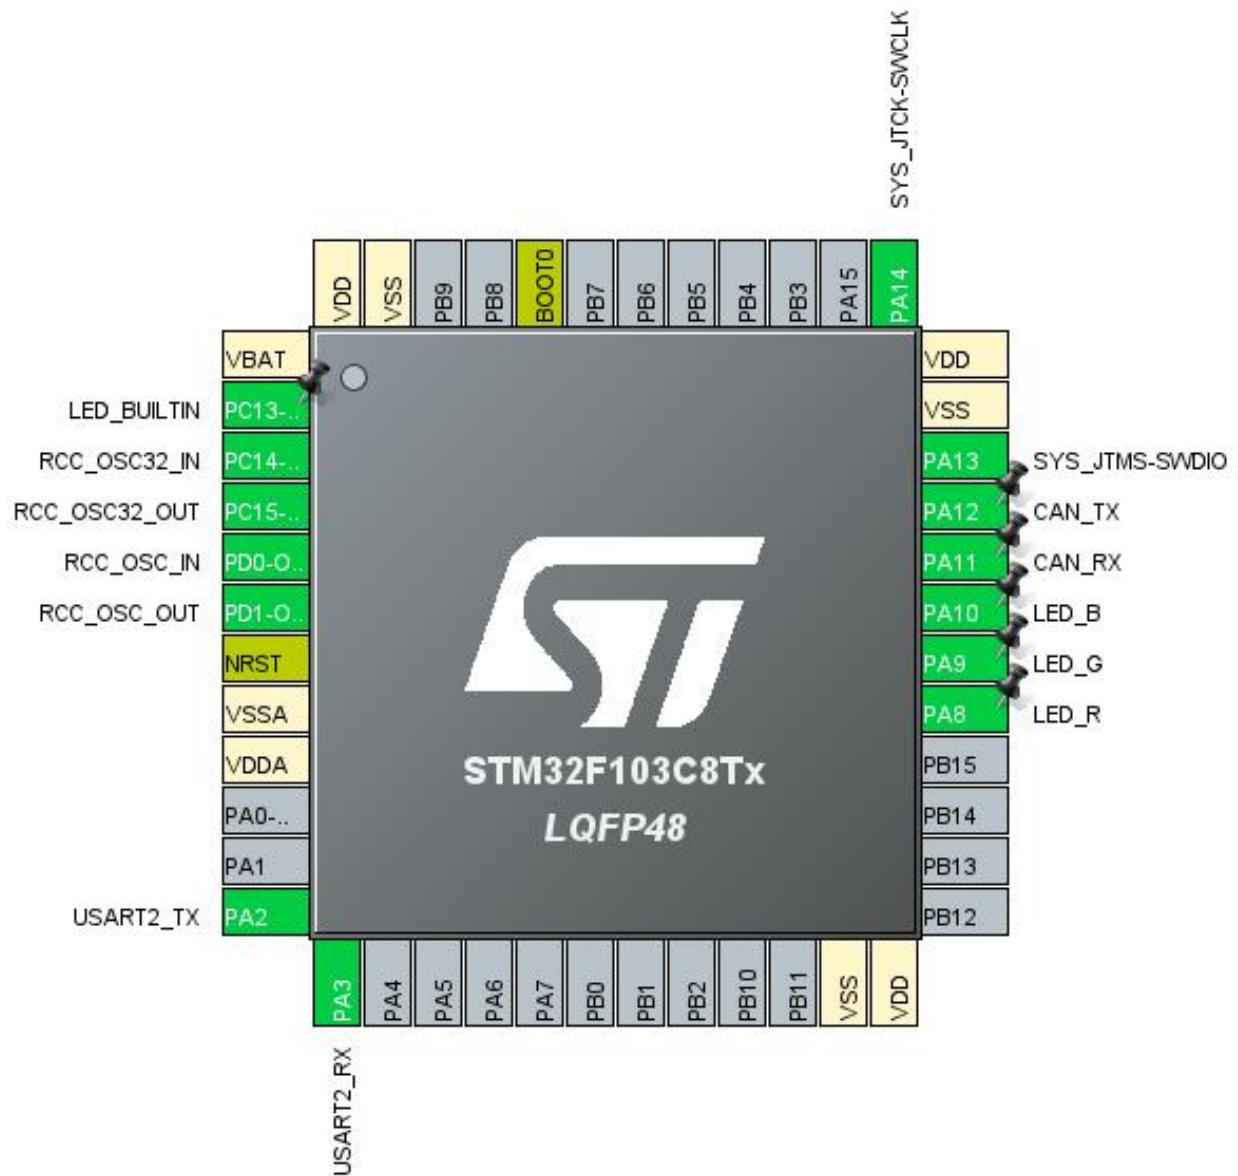 SYS_JTCK-SWCLK
VDD
VSS
PB9
PB8
BOOT0
PB7
PB6
PB5
PB4
PB3
PA15
PA14
VBAT
LED_BUILTIN PC13-..
RCC_OSC32_IN PC14-..
RCC_OSC32_OUT PC15-..
RCC_OSC_IN PD0-O..
RCC_OSC_OUT PD1-O..
NRST
VSSA
VDDA
PA0-..
PA1
USART2_TX PA2
ST
STM32F103C8Tx
LQFP48
VDD
VSS
PA13 SYS_JTMS-SWDIO
PA12 CAN_TX
PA11 CAN_RX
PA10 LED_B
PA9 LED_G
PA8 LED_R
PB15
PB14
PB13
PB12
PA3
PA4
PA5
PA6
PA7
PB0
PB1
PB2
PB10
PB11
VSS
VDD
USART2_RX